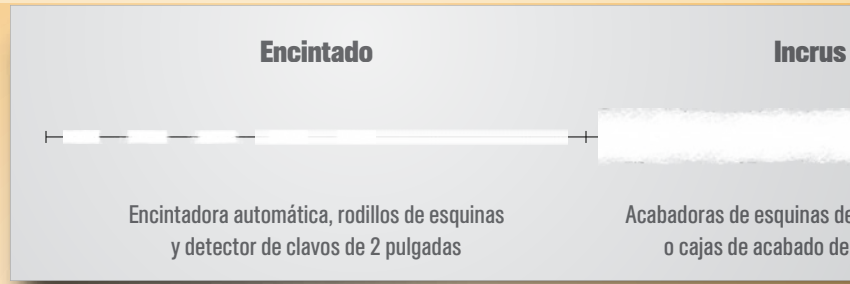 Encintado
Encintadora automática, rodillos de esquinas
y detector de clavos de 2 pulgadas
Incrus
Acabadoras de esquinas de
o cajas de acabado de